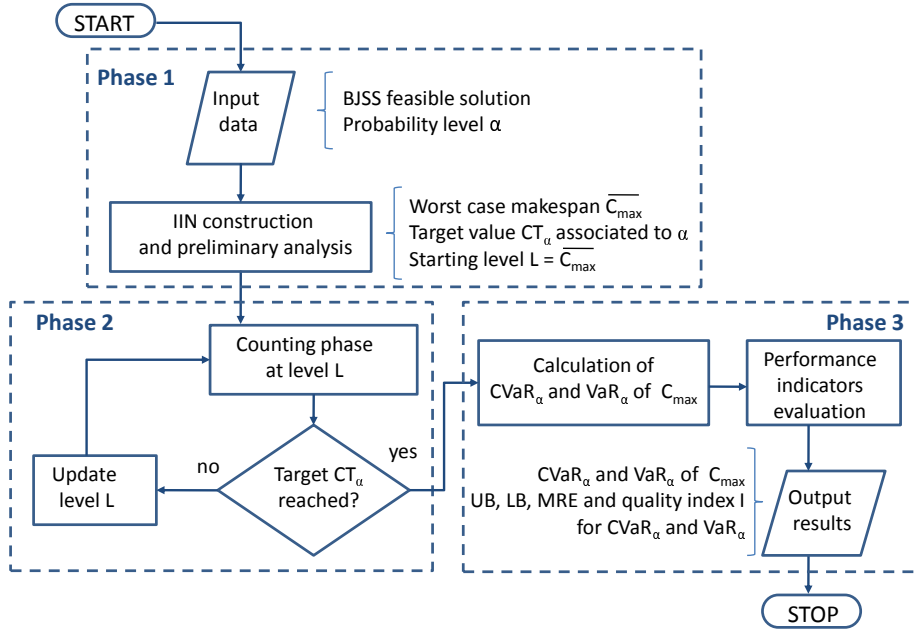 START
Phase 1
Input
data
BJSS feasible solution
Probability level α
IIN construction
and preliminary analysis
Worst case makespan C̅m̅a̅x̅
Target value CTα associated to α
Starting level L = C̅m̅a̅x̅
Phase 2
Counting phase
at level L
Target CTα
reached?
no
yes
Update
level L
Phase 3
Calculation of
CVaRα and VaRα of Cmax
Performance
indicators
evaluation
CVaRα and VaRα of Cmax
UB, LB, MRE and quality index I
for CVaRα and VaRα
Output
results
STOP